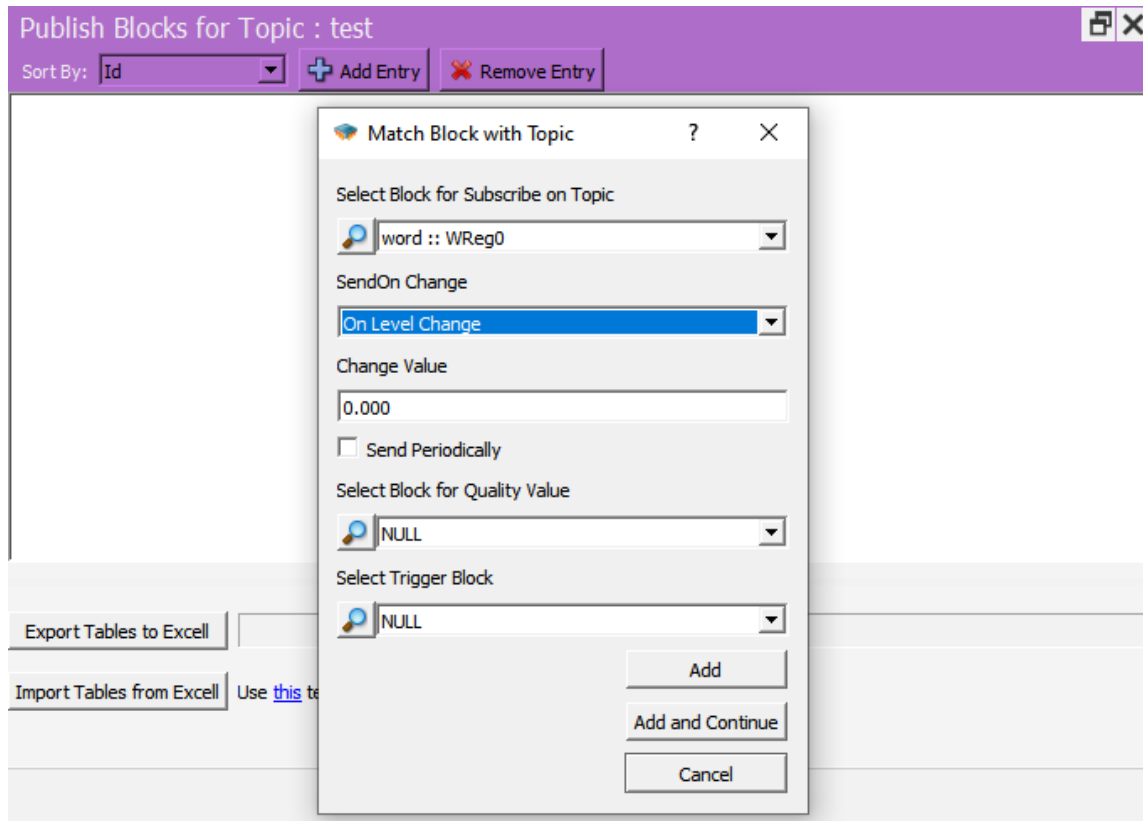 Publish Blocks for Topic : test
Sort By: Id Add Entry Remove Entry
Match Block with Topic ?
Select Block for Subscribe on Topic
word :: WReg0
SendOn Change
On Level Change
Change Value
0.000
Send Periodically
Select Block for Quality Value
NULL
Select Trigger Block
NULL
Export Tables to Excell
Add
Import Tables from Excell Use this te
Add and Continue
Cancel